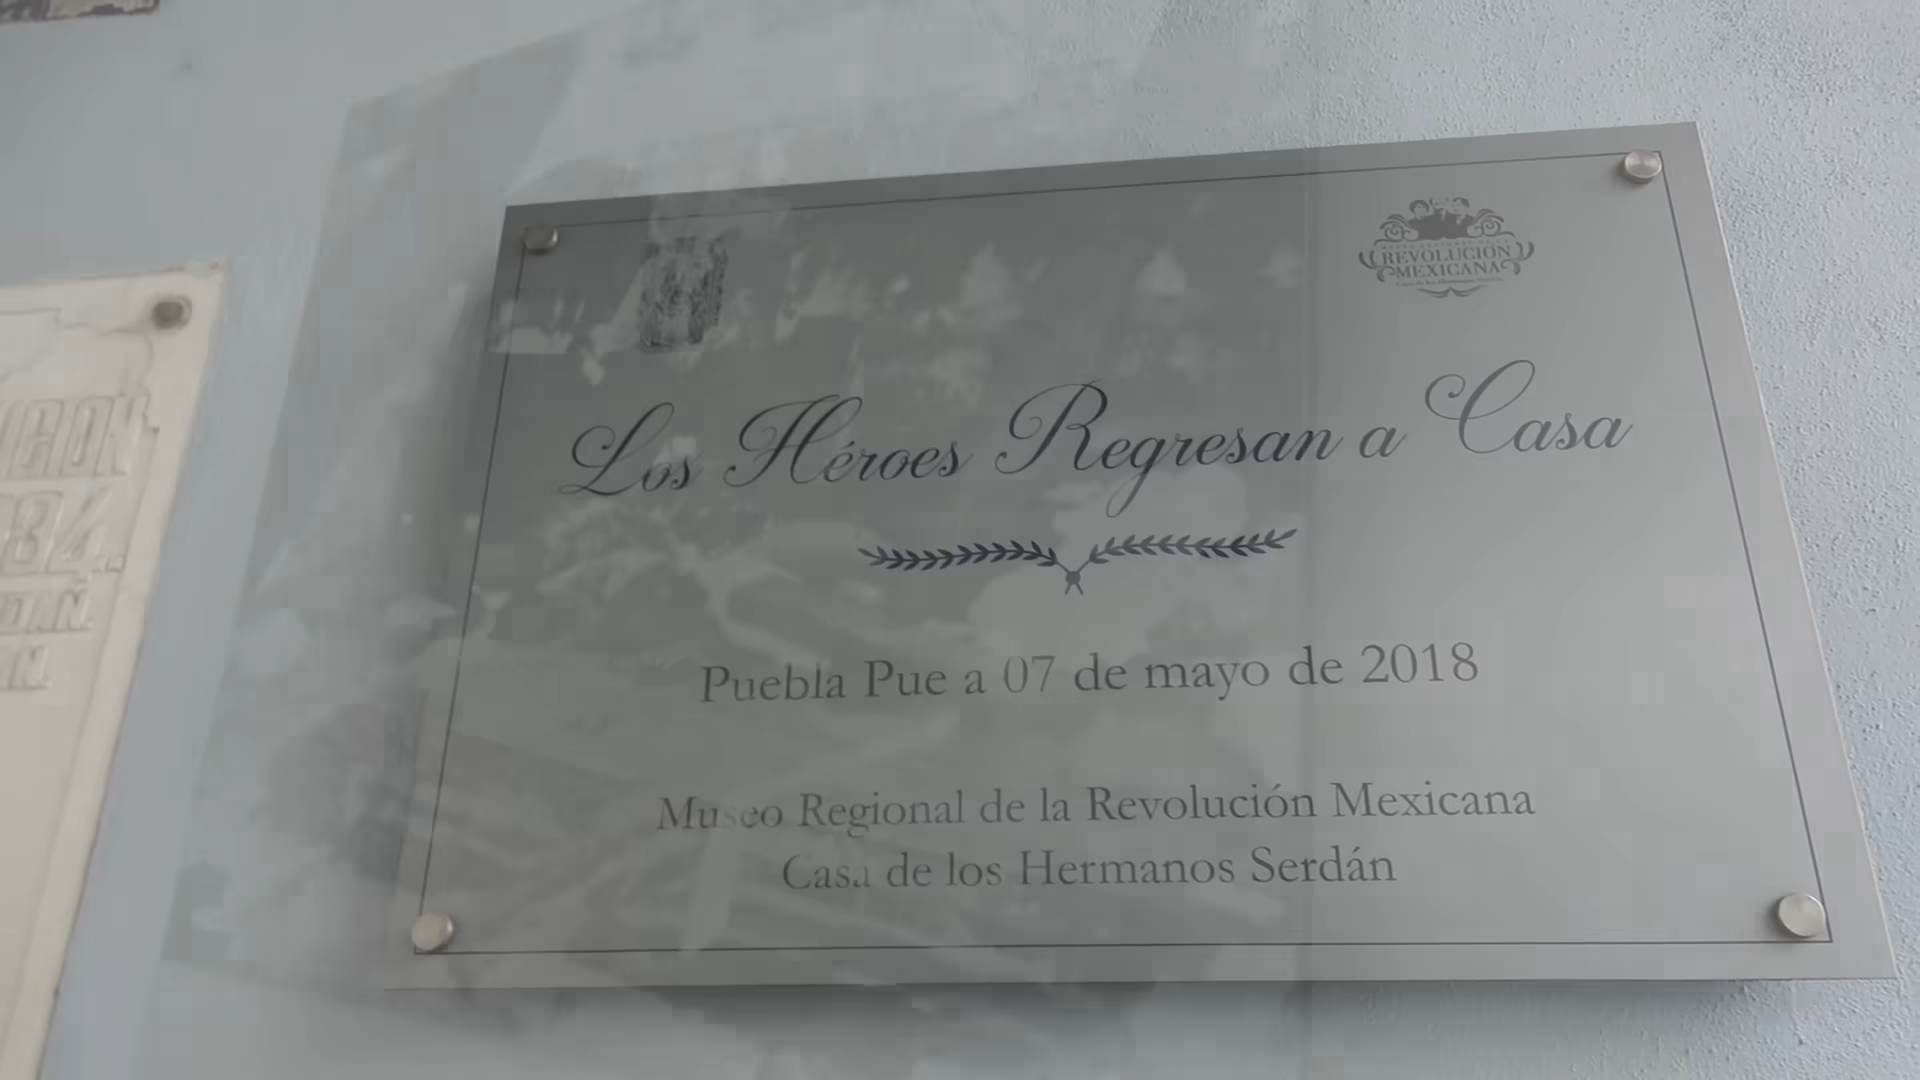 REVOLUCIÓN
MEXICANA
Los Héroes Regresan a Casa
Puebla Pue a 07 de mayo de 2018
Museo Regional de la Revolución Mexicana
Casa de los Hermanos Serdán
84.